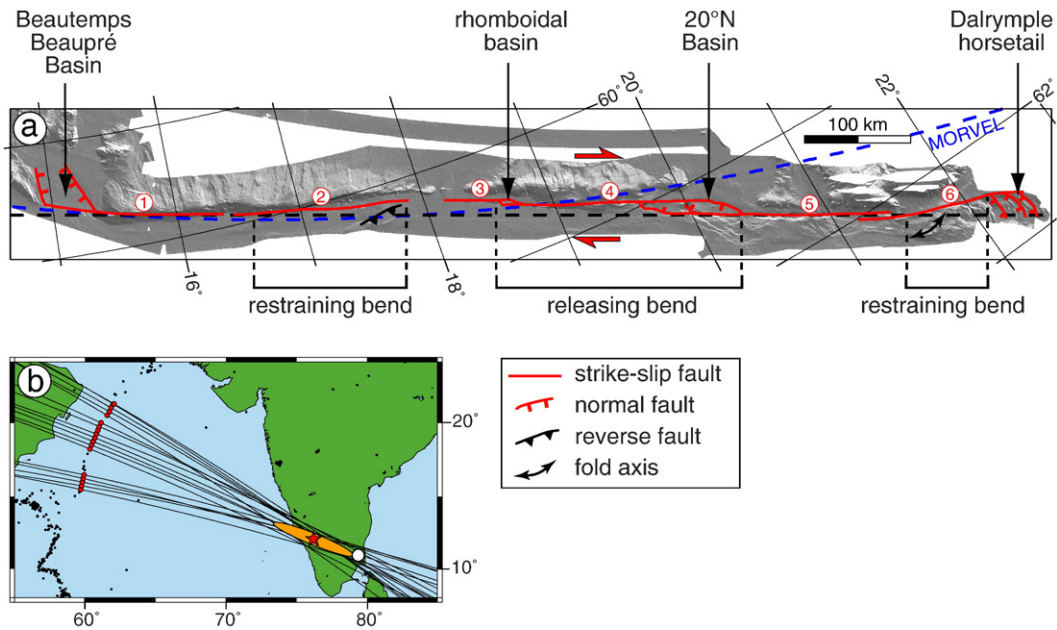 Beautemps
Beaupré
Basin
rhomboidal
basin
20°N
Basin
Dalrymple
horsetail
a
60°
20°
22°
62°
100 km
MORVEL
1
2
3
4
5
6
16°
18°
restraining bend
releasing bend
restraining bend
b
20°
10°
60°
70°
80°
strike-slip fault
normal fault
reverse fault
fold axis